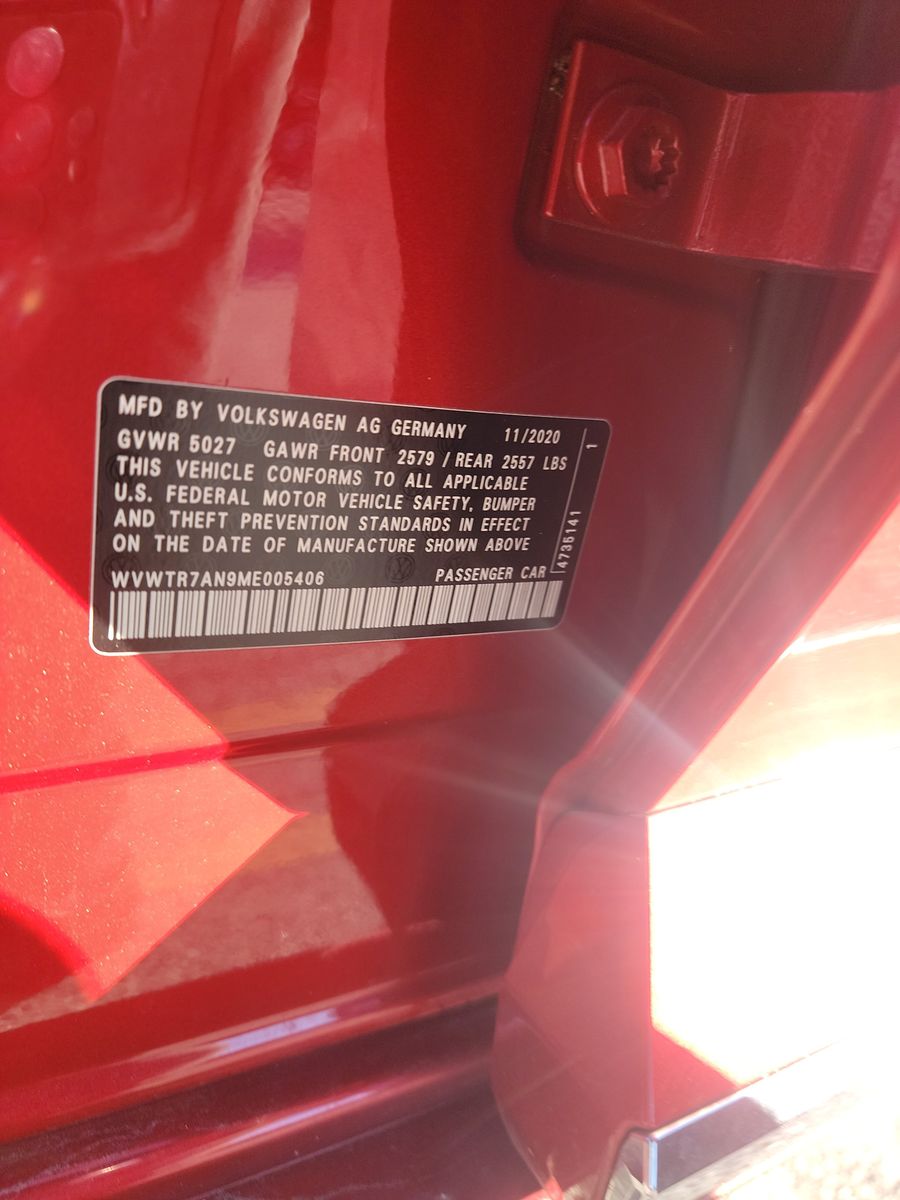 MFD BY VOLKSWAGEN AG GERMANY 11/2020
GVWR 5027 GAWR FRONT 2579 / REAR 2557 LBS
THIS VEHICLE CONFORMS TO ALL APPLICABLE
U.S. FEDERAL MOTOR VEHICLE SAFETY, BUMPER
AND THEFT PREVENTION STANDARDS IN EFFECT
ON THE DATE OF MANUFACTURE SHOWN ABOVE
WVWTR7AN9ME005406 PASSENGER CAR
4735141 1